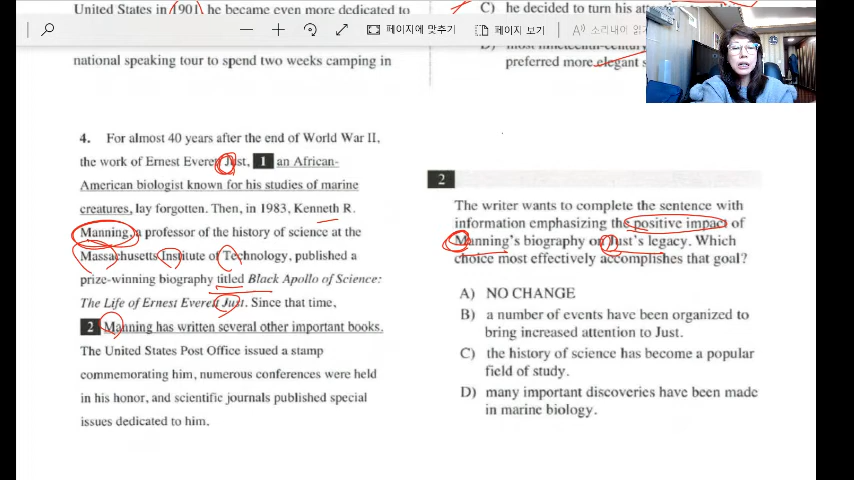 United States in 1901, he became even more dedicated to
C) he decided to turn his
페이지에 맞추기
페이지 보기
소리내어 읽기
national speaking tour to spend two weeks camping in
D) most nineteenth-century
preferred more elegant
4. For almost 40 years after the end of World War II,
the work of Ernest Everett Just, 1 an African-
American biologist known for his studies of marine
creatures, lay forgotten. Then, in 1983, Kenneth R.
Manning, a professor of the history of science at the
Massachusetts Institute of Technology, published a
prize-winning biography titled Black Apollo of Science:
The Life of Ernest Everett Just. Since that time,
2 Manning has written several other important books.
The United States Post Office issued a stamp
commemorating him, numerous conferences were held
in his honor, and scientific journals published special
issues dedicated to him.
2
The writer wants to complete the sentence with
information emphasizing the positive impact of
Manning's biography on Just's legacy. Which
choice most effectively accomplishes that goal?
A) NO CHANGE
B) a number of events have been organized to
bring increased attention to Just.
C) the history of science has become a popular
field of study.
D) many important discoveries have been made
in marine biology.